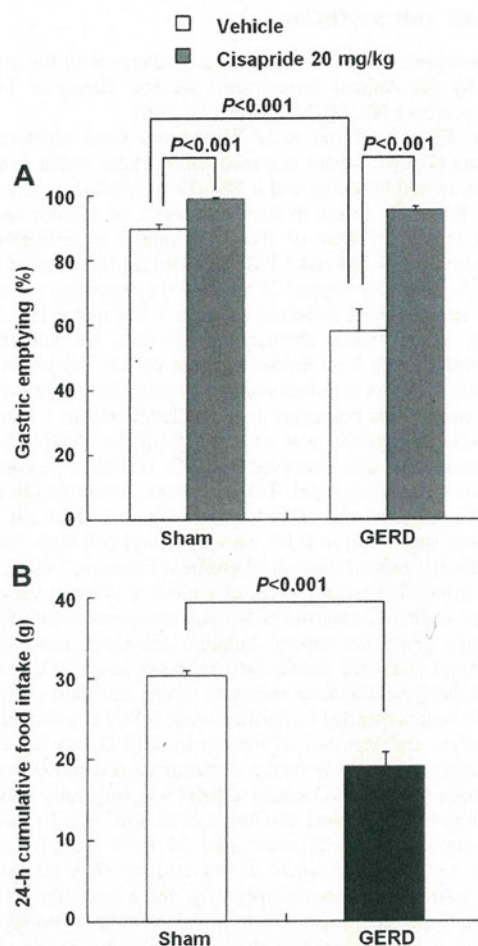 Vehicle
Cisapride 20 mg/kg
P<0.001
P<0.001 P<0.001
A
100
80
60
40
20
0
Gastric emptying (%)
Sham GERD
B
P<0.001
40
30
20
10
0
24-h cumulative food intake (g)
Sham GERD